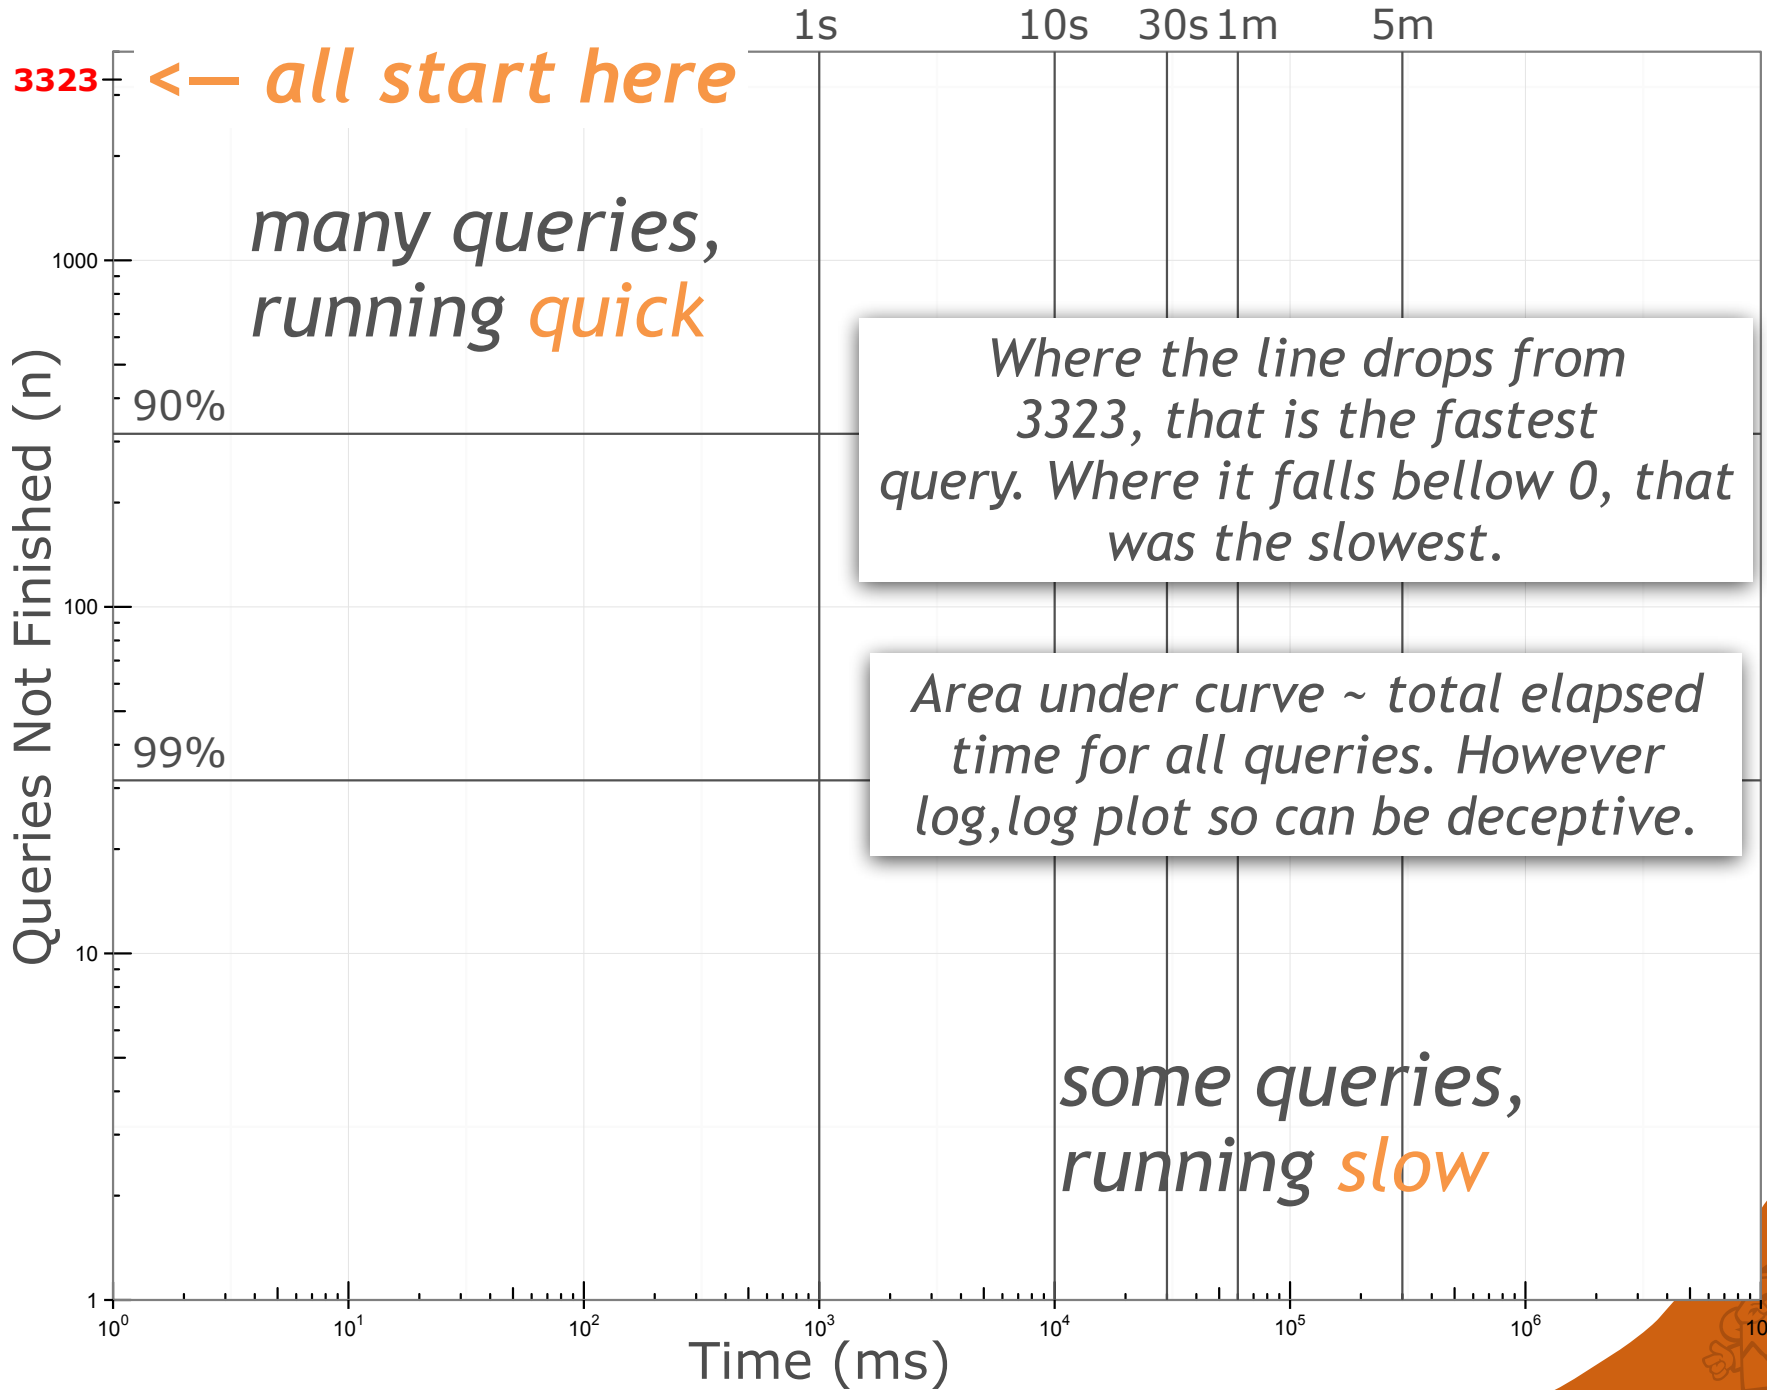 1s 10s 30s 1m 5m
3323 <— all start here
many queries,
running quick
1000
90%
Where the line drops from
3323, that is the fastest
query. Where it falls bellow 0, that
was the slowest.
Queries Not Finished (n)
100
Area under curve ~ total elapsed
time for all queries. However
log,log plot so can be deceptive.
99%
10
some queries,
running slow
1
10⁰ 10¹ 10² 10³ 10⁴ 10⁵ 10⁶ 10
Time (ms)